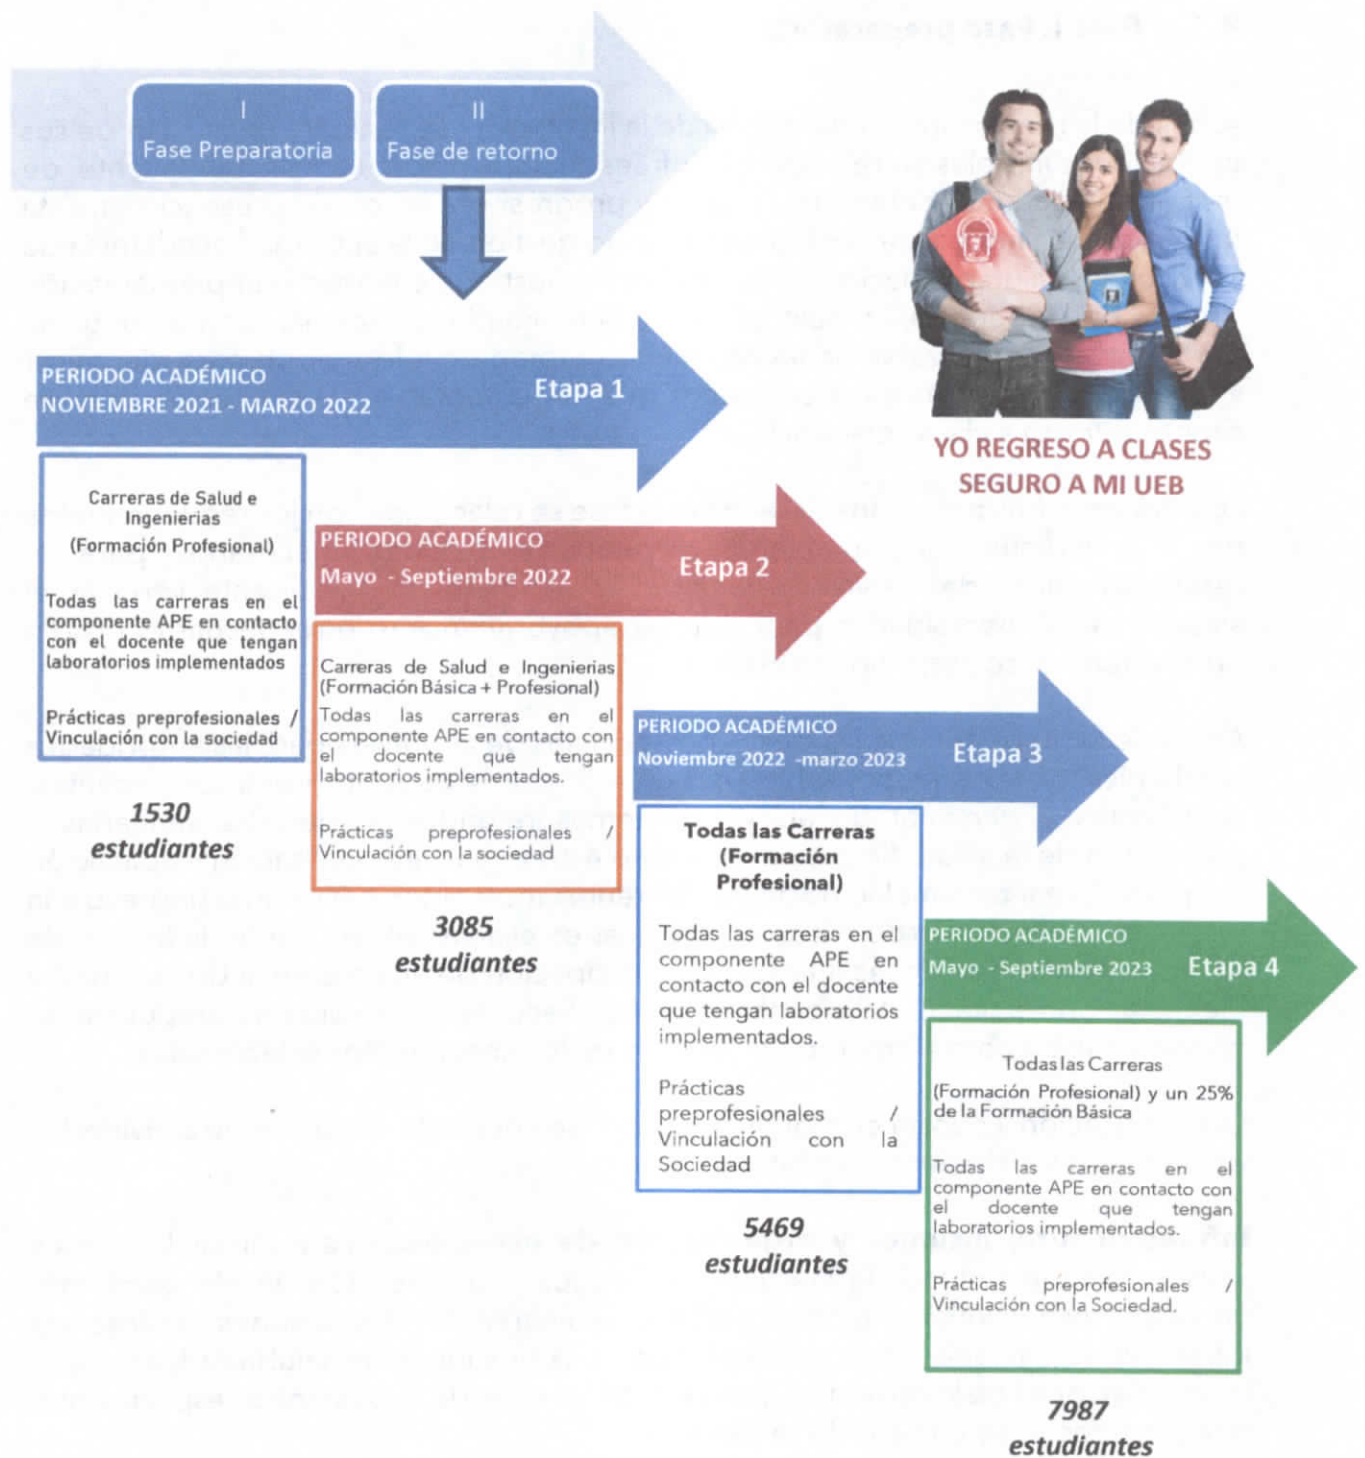 I
Fase Preparatoria
II
Fase de retorno
PERIODO ACADÉMICO
NOVIEMBRE 2021 - MARZO 2022
Etapa 1
YO REGRESO A CLASES
SEGURO A MI UEB
Carreras de Salud e
Ingenierias
(Formación Profesional)
Todas las carreras en el
componente APE en contacto
con el docente que tengan
laboratorios implementados
Prácticas preprofesionales /
Vinculación con la sociedad
1530
estudiantes
PERIODO ACADÉMICO
Mayo - Septiembre 2022
Etapa 2
Carreras de Salud e Ingenierias
(Formación Básica + Profesional)
Todas las carreras en el
componente APE en contacto con
el docente que tengan
laboratorios implementados.
Prácticas preprofesionales /
Vinculación con la sociedad
3085
estudiantes
PERIODO ACADÉMICO
Noviembre 2022 -marzo 2023
Etapa 3
Todas las Carreras
(Formación
Profesional)
Todas las carreras en el
componente APE en
contacto con el docente
que tengan laboratorios
implementados.
Prácticas
preprofesionales /
Vinculación con la
Sociedad
5469
estudiantes
PERIODO ACADÉMICO
Mayo - Septiembre 2023
Etapa 4
Todas las Carreras
(Formación Profesional) y un 25%
de la Formación Básica
Todas las carreras en el
componente APE en contacto con
el docente que tengan
laboratorios implementados.
Prácticas preprofesionales /
Vinculación con la Sociedad.
7987
estudiantes